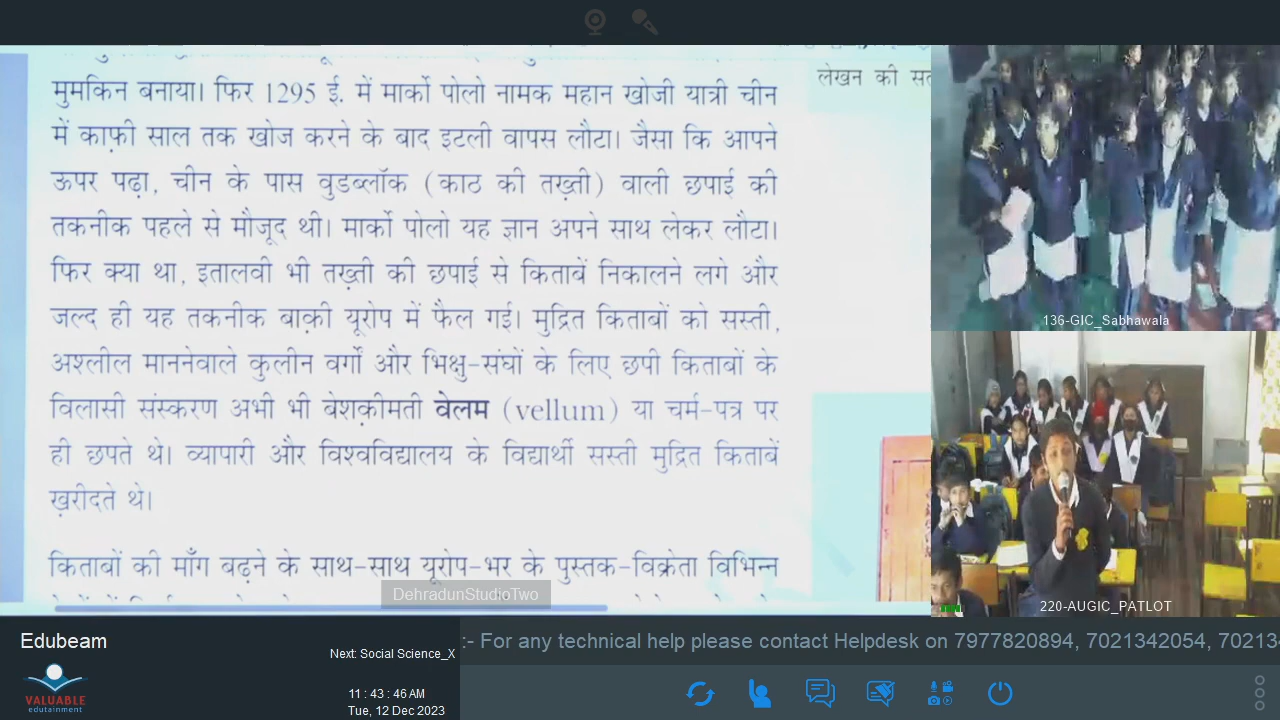 मुमकिन बनाया। फिर 1295 ई. में मार्को पोलो नामक महान खोजी यात्री चीन
में काफ़ी साल तक खोज करने के बाद इटली वापस लौटा। जैसा कि आपने
ऊपर पढ़ा, चीन के पास वुडब्लॉक (काठ की तख़्ती) वाली छपाई की
तकनीक पहले से मौजूद थी। मार्को पोलो यह ज्ञान अपने साथ लेकर लौटा।
फिर क्या था, इतालवी भी तख़्ती की छपाई से किताबें निकालने लगे और
जल्द ही यह तकनीक बाक़ी यूरोप में फैल गई। मुद्रित किताबों को सस्ती,
अश्लील माननेवाले कुलीन वर्गों और भिक्षु-संघों के लिए छपी किताबों के
विलासी संस्करण अभी भी बेशक़ीमती वेलम (vellum) या चर्म-पत्र पर
ही छपते थे। व्यापारी और विश्वविद्यालय के विद्यार्थी सस्ती मुद्रित किताबें
ख़रीदते थे।
किताबों की माँग बढ़ने के साथ-साथ यूरोप-भर के पुस्तक-विक्रेता विभिन्न
लेखन की
DehradunStudioTwo
136-GIC_Sabhawala
220-AUGIC_PATLOT
Edubeam
VALUABLE
edutainment
Next: Social Science_X
11 : 43 : 46 AM
Tue, 12 Dec 2023
:- For any technical help please contact Helpdesk on 7977820894, 7021342054, 70213